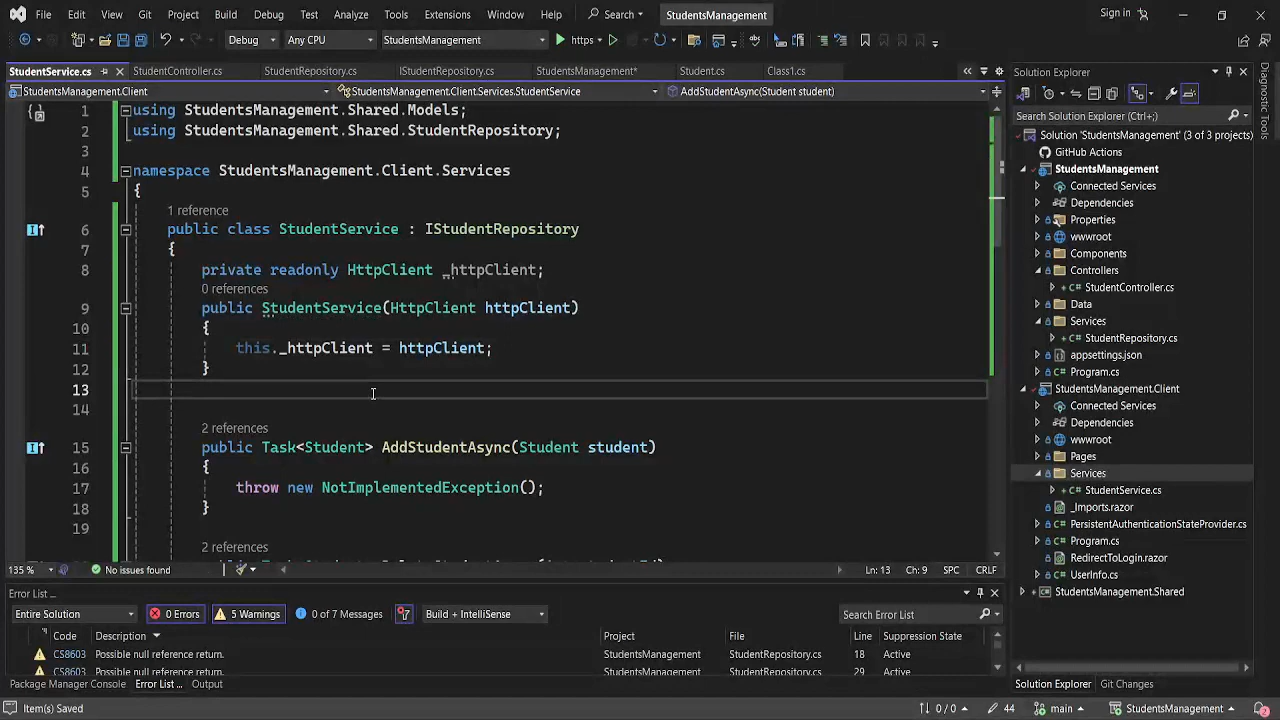 File Edit View Git Project Build Debug Test Analyze Tools Extensions Window Help Search StudentsManagement Sign in
Debug Any CPU StudentsManagement https
StudentService.cs StudentController.cs StudentRepository.cs IStudentRepository.cs StudentsManagement* Student.cs Class1.cs
StudentsManagement.Client StudentsManagement.Client.Services.StudentService AddStudentAsync(Student student)
1 using StudentsManagement.Shared.Models;
2 using StudentsManagement.Shared.StudentRepository;
3
4 namespace StudentsManagement.Client.Services
5 {
1 reference
6 public class StudentService : IStudentRepository
7 {
8 private readonly HttpClient _httpClient;
0 references
9 public StudentService(HttpClient httpClient)
10 {
11 this._httpClient = httpClient;
12 }
13
14
2 references
15 public Task<Student> AddStudentAsync(Student student)
16 {
17 throw new NotImplementedException();
18 }
19
2 references
135 % No issues found Ln: 13 Ch: 9 SPC CRLF
Error List ...
Entire Solution 0 Errors 5 Warnings 0 of 7 Messages Build + IntelliSense Search Error List
Code Description Project File Line Suppression State
CS8603 Possible null reference return. StudentsManagement StudentRepository.cs 18 Active
CS8603 Possible null reference return. StudentsManagement StudentRepository.cs 29 Active
Package Manager Console Error List ... Output
Item(s) Saved 0 / 0 44 main StudentsManagement 2
Solution Explorer
Search Solution Explorer (Ctrl+;)
Solution 'StudentsManagement' (3 of 3 projects)
GitHub Actions
StudentsManagement
Connected Services
Dependencies
Properties
wwwroot
Components
Controllers
StudentController.cs
Data
Services
StudentRepository.cs
appsettings.json
Program.cs
StudentsManagement.Client
Connected Services
Dependencies
wwwroot
Pages
Services
StudentService.cs
_Imports.razor
PersistentAuthenticationStateProvider.cs
Program.cs
RedirectToLogin.razor
UserInfo.cs
StudentsManagement.Shared
Solution Explorer Git Changes
Diagnostic Tools